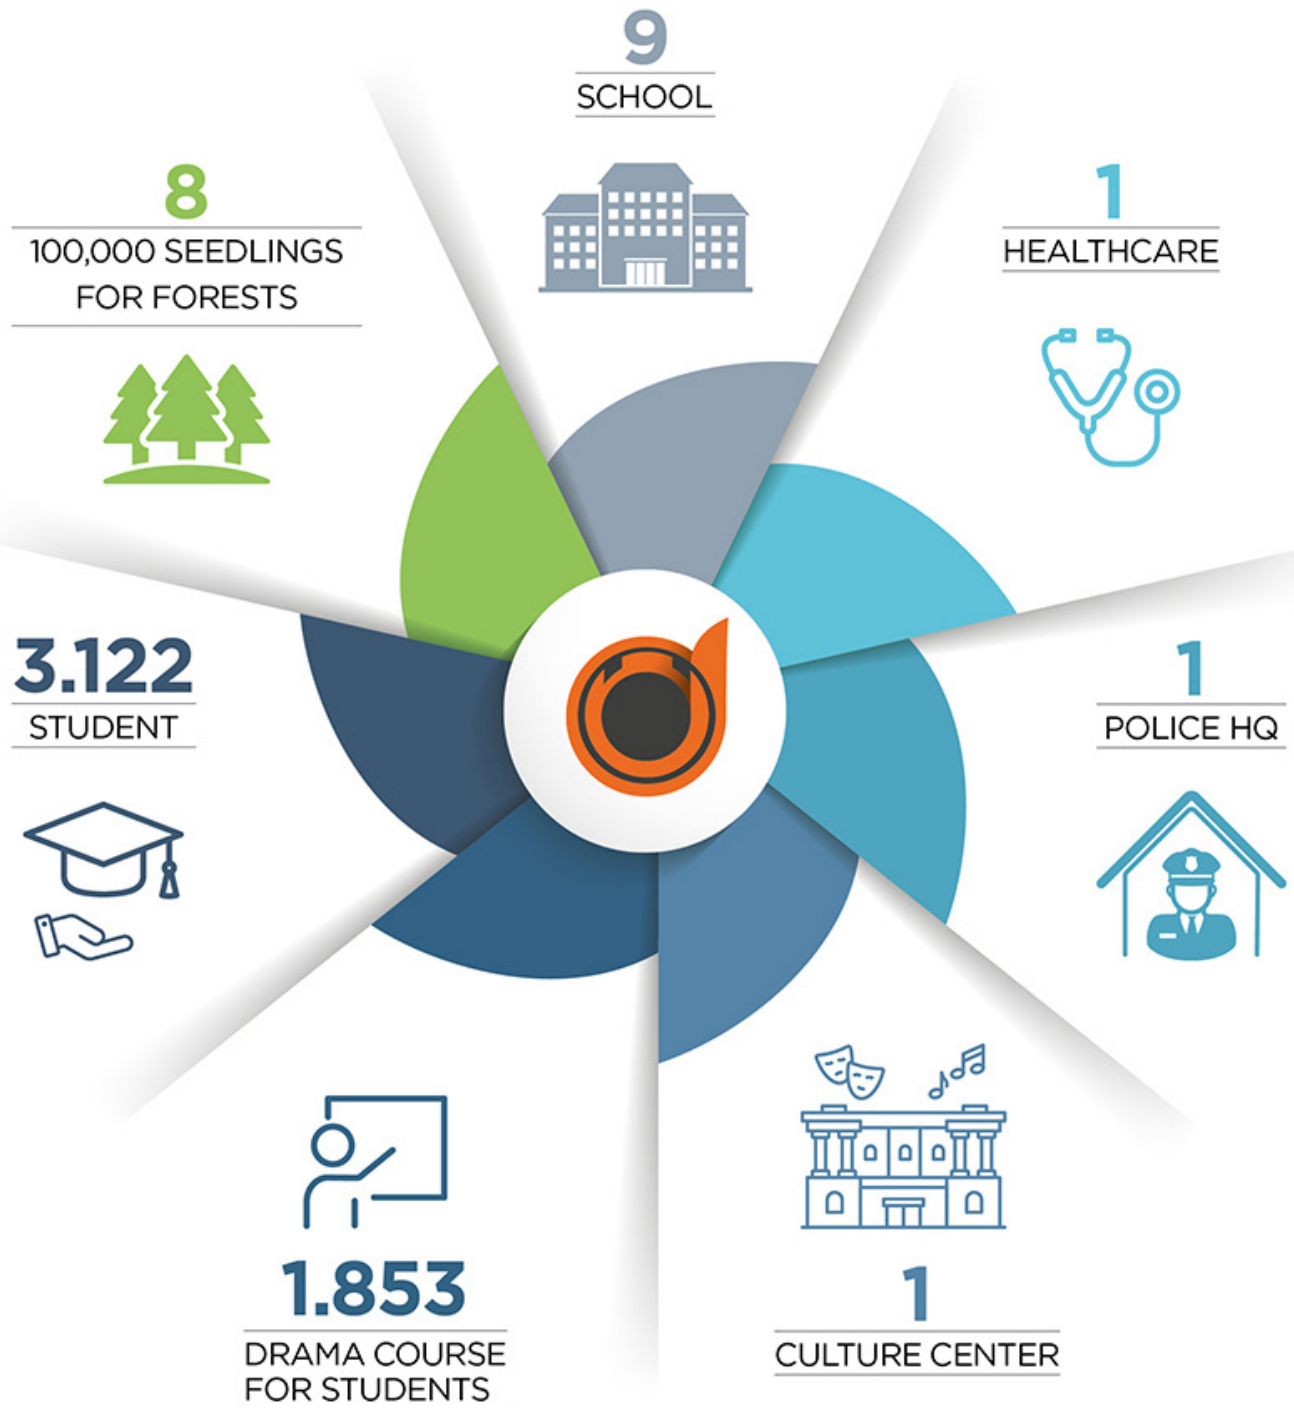 9
SCHOOL
8
100,000 SEEDLINGS
FOR FORESTS
1
HEALTHCARE
3.122
STUDENT
1
POLICE HQ
1.853
DRAMA COURSE
FOR STUDENTS
1
CULTURE CENTER